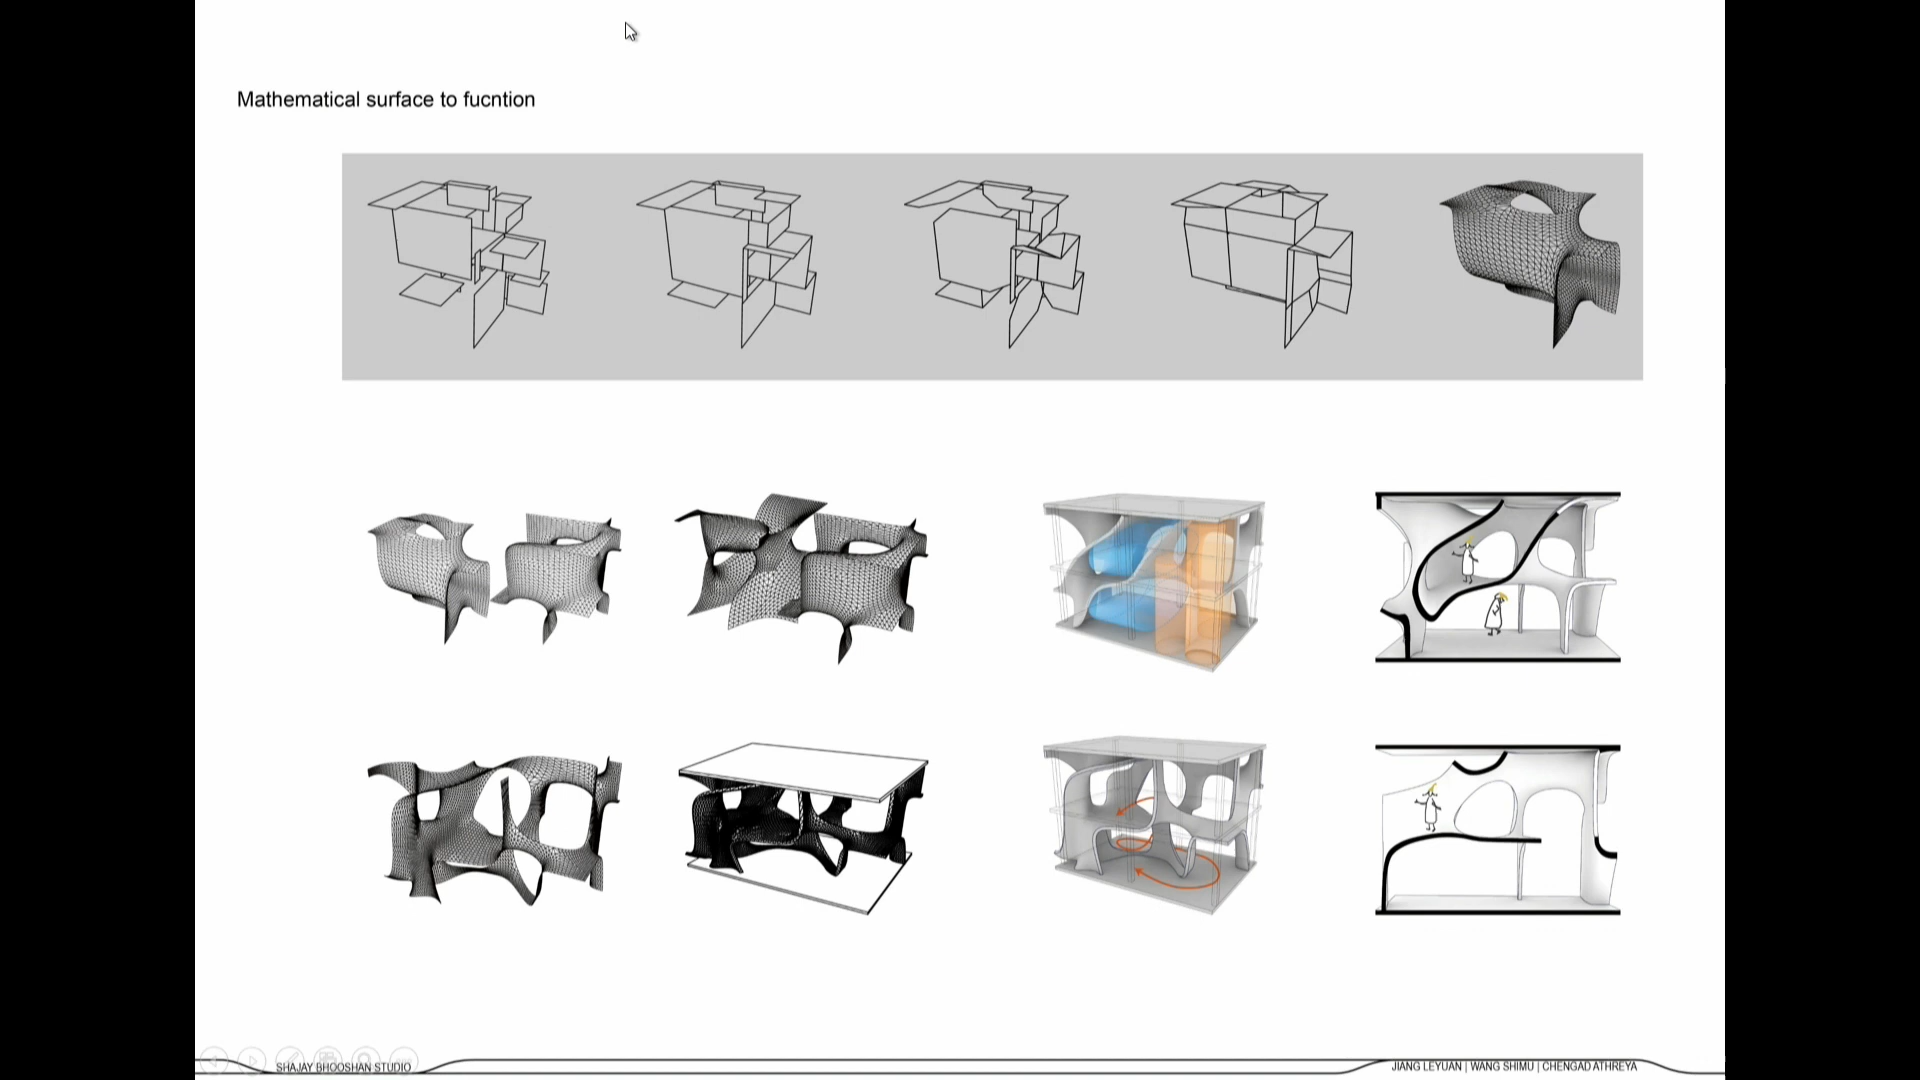 Mathematical surface to fucntion
SHAJAY BHOOSHAN STUDIO
JIANG LEYUAN | WANG SHIMU | CHENGAD ATHREYA